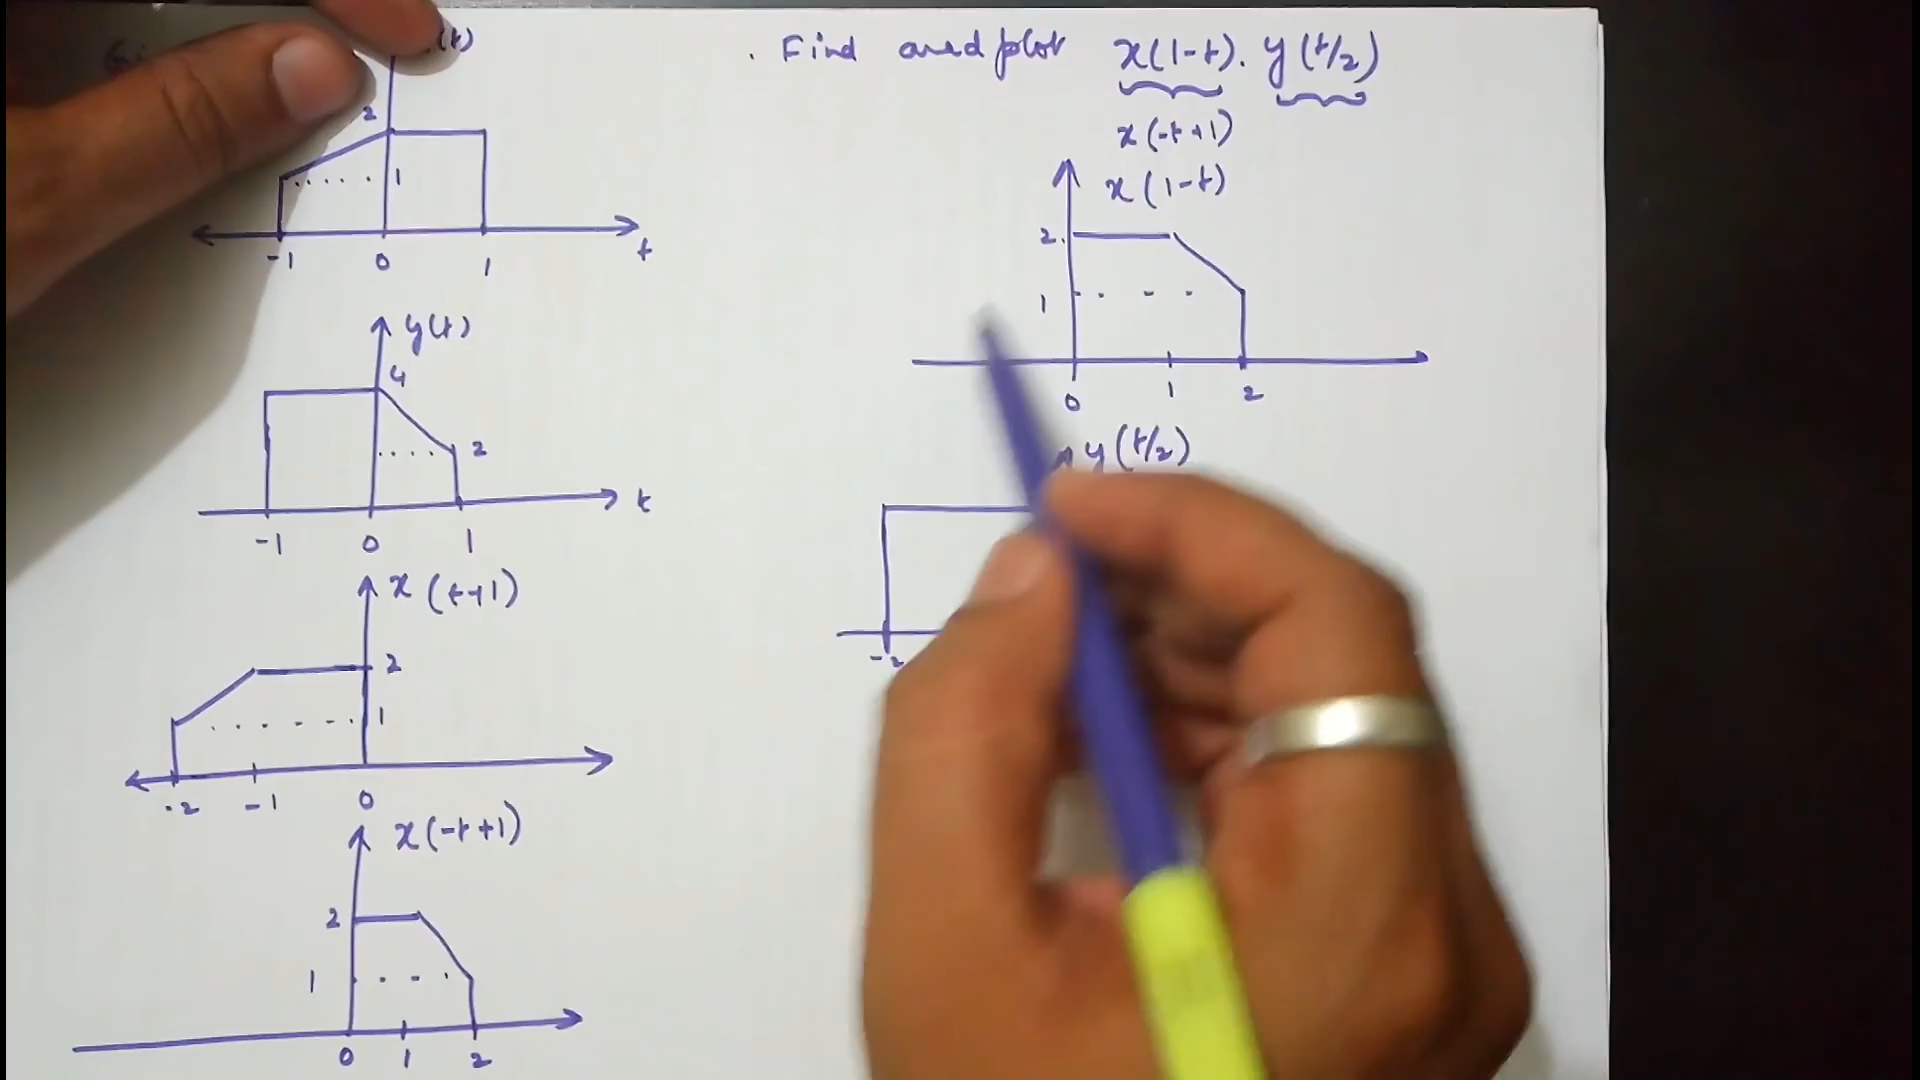 (t)
2
1
-1 0 1 t
y(t)
4
2
-1 0 1 t
x (t+1)
2
1
-2 -1 0
x(-t+1)
2
1
0 1 2
. Find and plot x(1-t). y(t/2)
x(-t+1)
x(1-t)
2
1
0 1 2
y(t/2)
-2